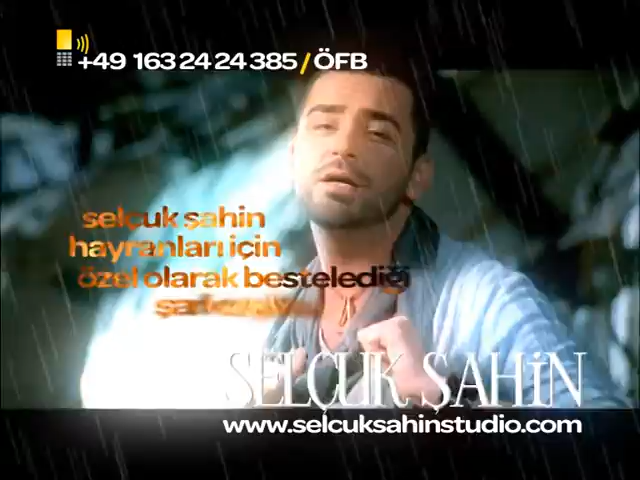 +49 163 24 24 385 / ÖFB
selçuk şahin
hayranları için
özel olarak bestelediği
SELÇUK ŞAHİN
www.selcuksahinstudio.com